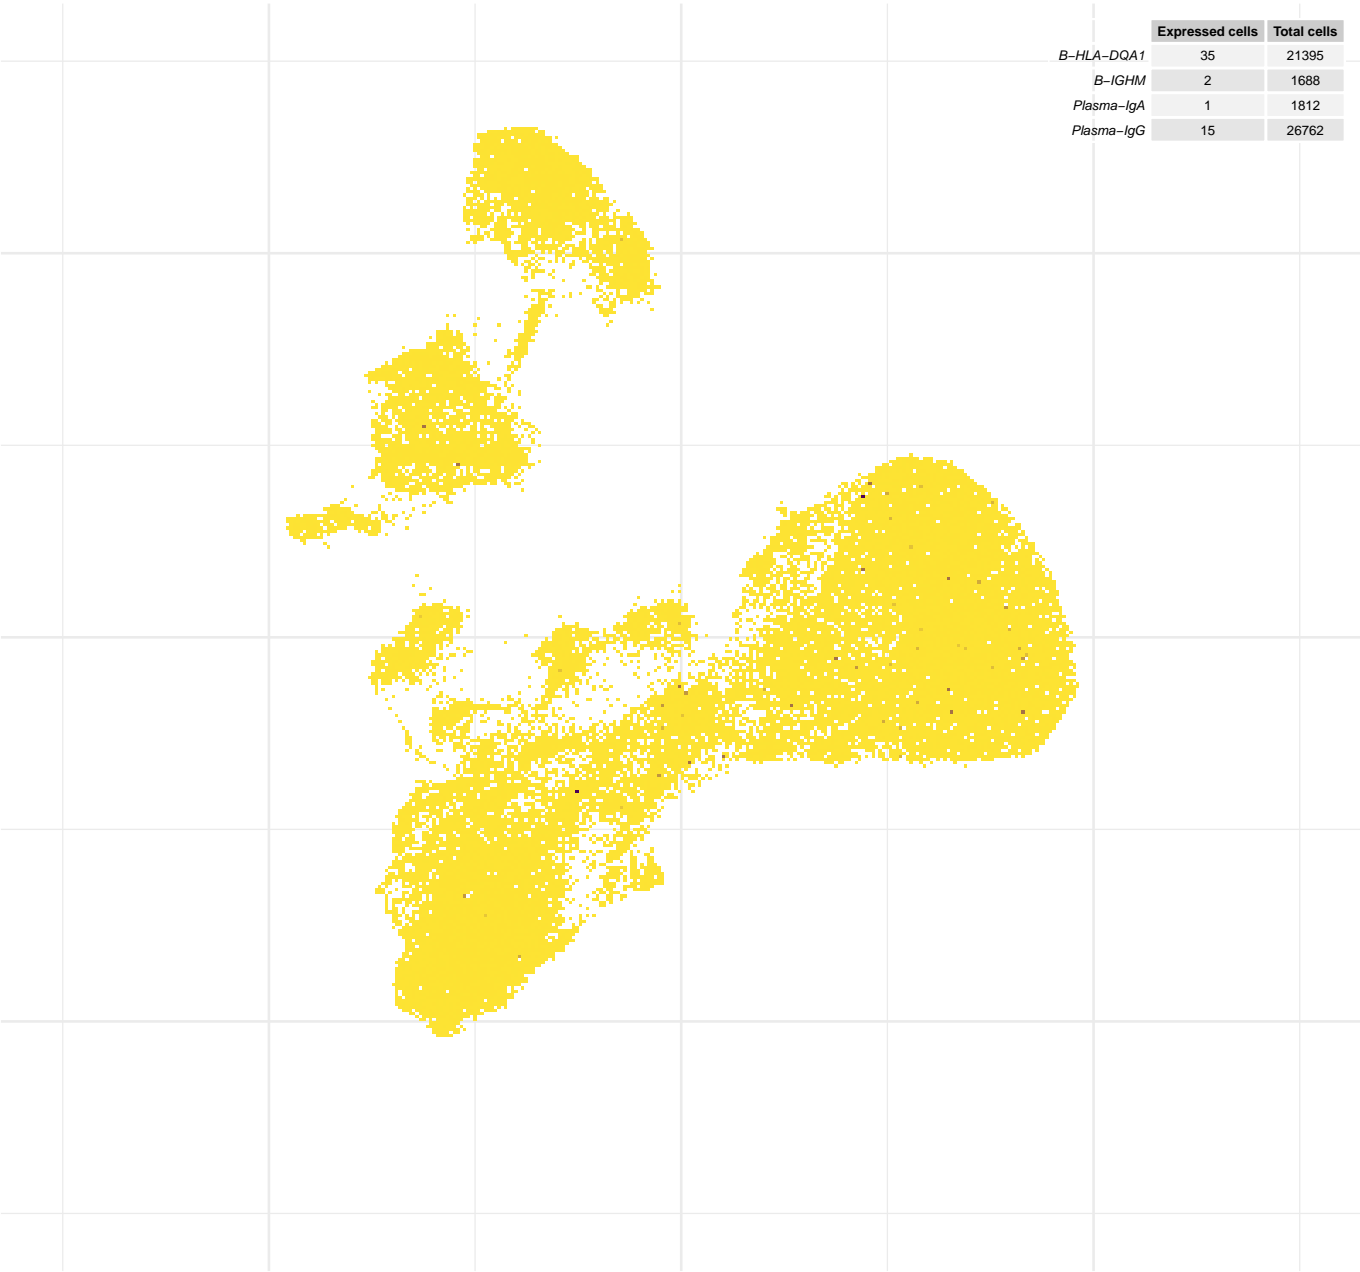 Expressed cells Total cells
B−HLA−DQA1 35 21395
B−IGHM 2 1688
Plasma−IgA 1 1812
Plasma−IgG 15 26762